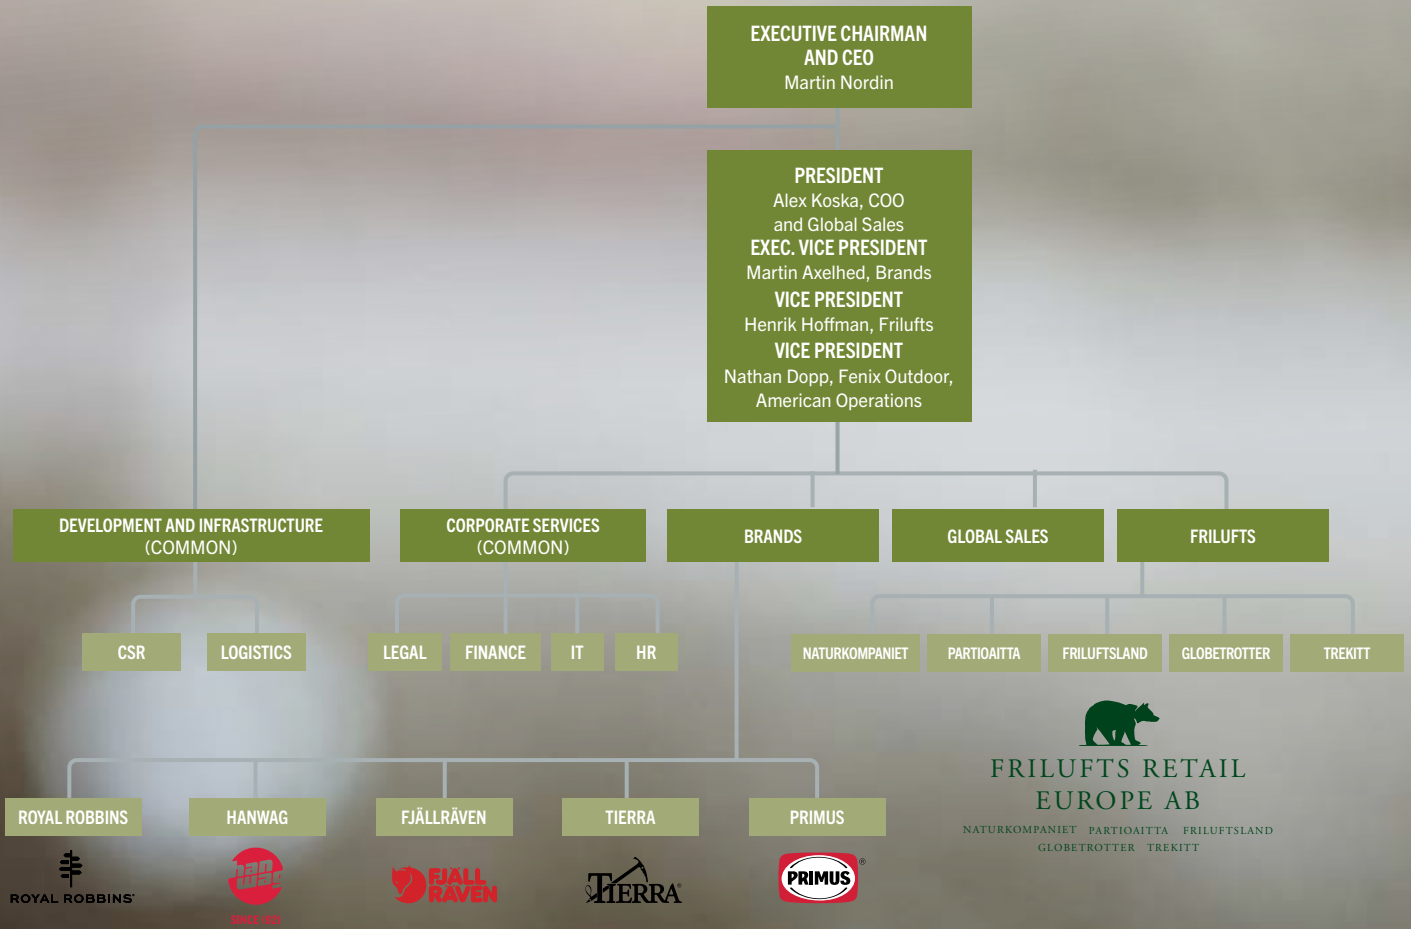 EXECUTIVE CHAIRMAN
AND CEO
Martin Nordin
PRESIDENT
Alex Koska, COO
and Global Sales
EXEC. VICE PRESIDENT
Martin Axelhed, Brands
VICE PRESIDENT
Henrik Hoffman, Frilufts
VICE PRESIDENT
Nathan Dopp, Fenix Outdoor,
American Operations
DEVELOPMENT AND INFRASTRUCTURE
(COMMON)
CORPORATE SERVICES
(COMMON)
BRANDS
GLOBAL SALES
FRILUFTS
CSR
LOGISTICS
LEGAL
FINANCE
IT
HR
NATURKOMPANIET
PARTIOAITTA
FRILUFTSLAND
GLOBETROTTER
TREKITT
FRILUFTS RETAIL
EUROPE AB
NATURKOMPANIET PARTIOAITTA FRILUFTSLAND
GLOBETROTTER TREKITT
ROYAL ROBBINS
HANWAG
FJÄLLRÄVEN
TIERRA
PRIMUS
ROYAL ROBBINS
han
wag
SINCE
FJÄLL
RÄVEN
TIERRA
PRIMUS®